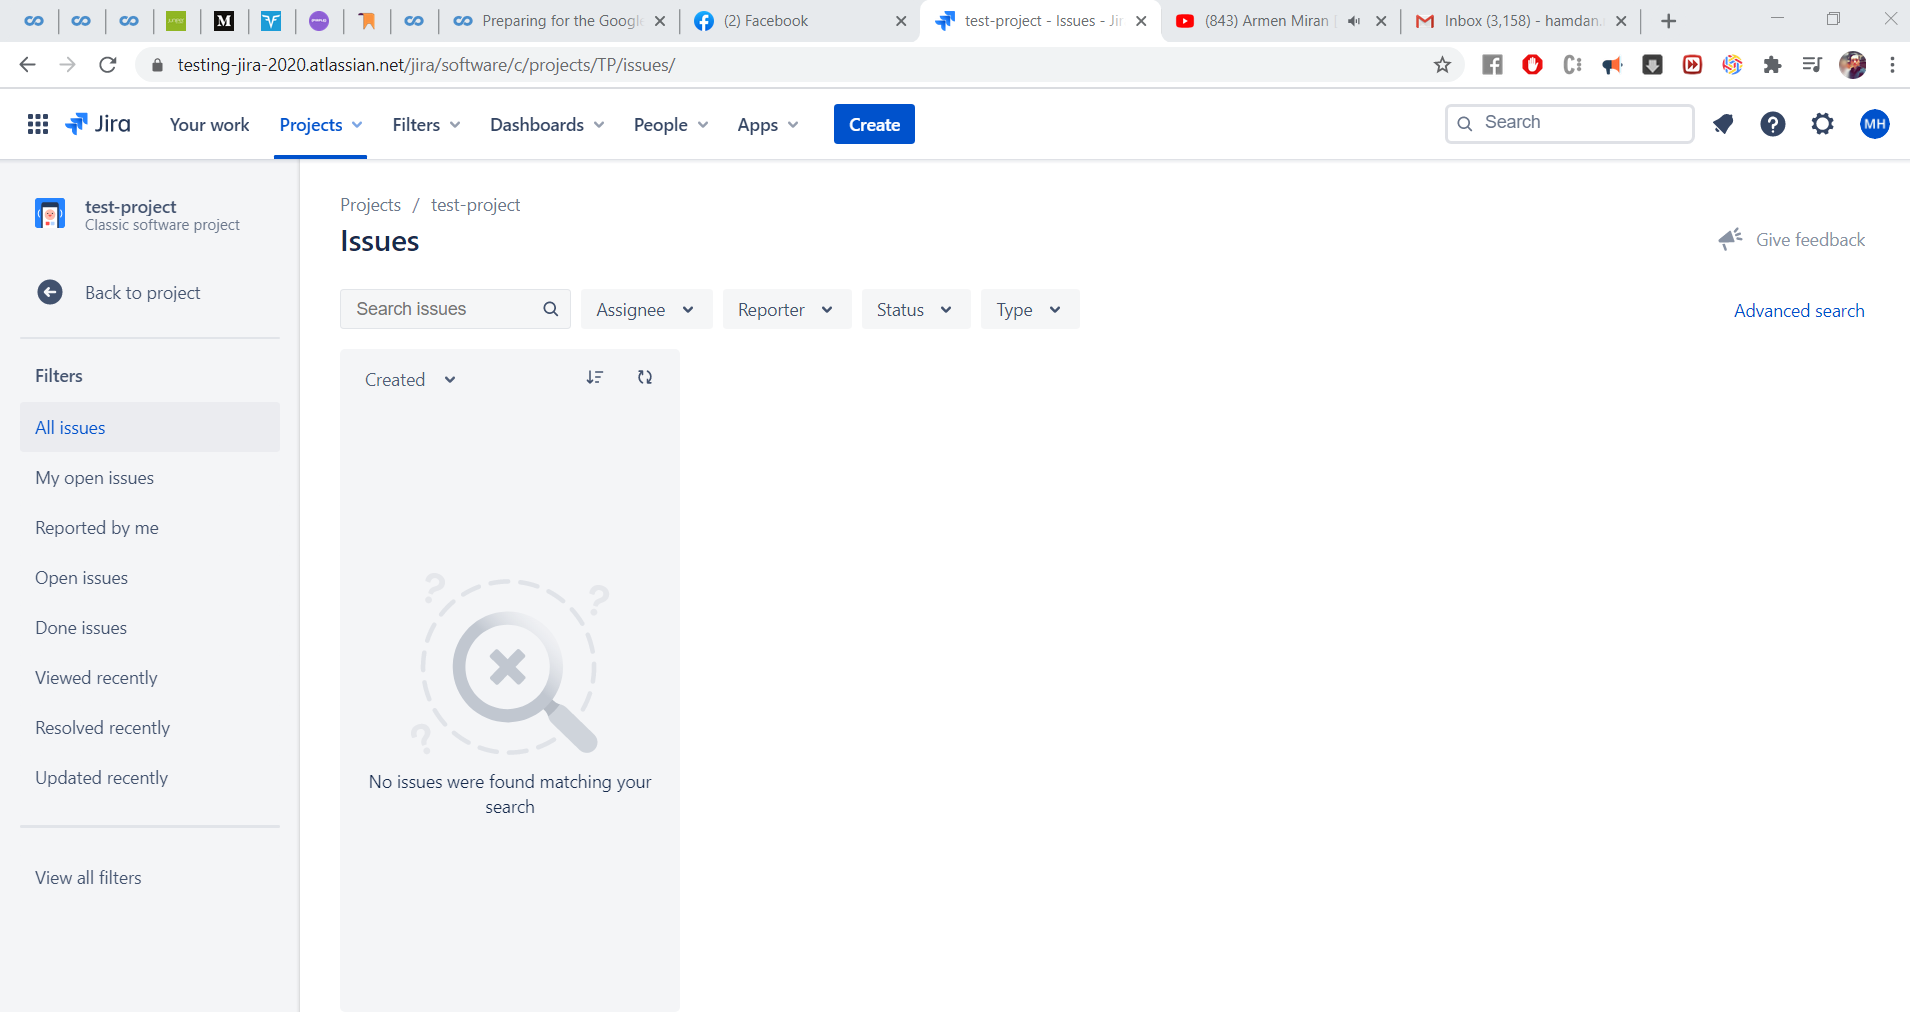 Preparing for the Googl
(2) Facebook
test-project - Issues - Jir
(843) Armen Miran
Inbox (3,158) - hamdan.
testing-jira-2020.atlassian.net/jira/software/c/projects/TP/issues/
Jira
Your work
Projects
Filters
Dashboards
People
Apps
Create
Search
MH
test-project
Classic software project
Back to project
Filters
All issues
My open issues
Reported by me
Open issues
Done issues
Viewed recently
Resolved recently
Updated recently
View all filters
Projects / test-project
Issues
Give feedback
Search issues
Assignee
Reporter
Status
Type
Advanced search
Created
No issues were found matching your
search